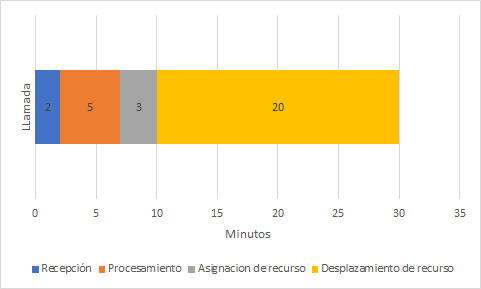 LLamada
2 5 3 20
0 5 10 15 20 25 30 35
Minutos
Recepción Procesamiento Asignacion de recurso Desplazamiento de recurso